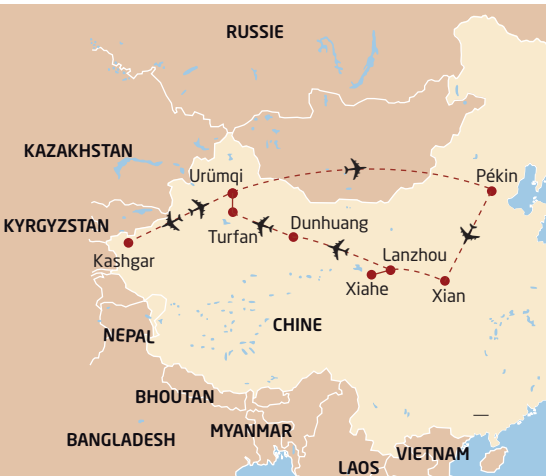 RUSSIE
KAZAKHSTAN
Urümqi
Pékin
KYRGYZSTAN
Turfan
Dunhuang
Kashgar
Lanzhou
Xiahe
Xian
CHINE
NEPAL
BHOUTAN
MYANMAR
BANGLADESH
VIETNAM
LAOS